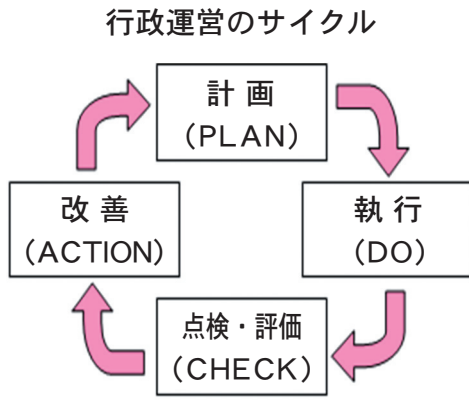 行政運営のサイクル
計画
(PLAN)
執行
(DO)
点検・評価
(CHECK)
改善
(ACTION)